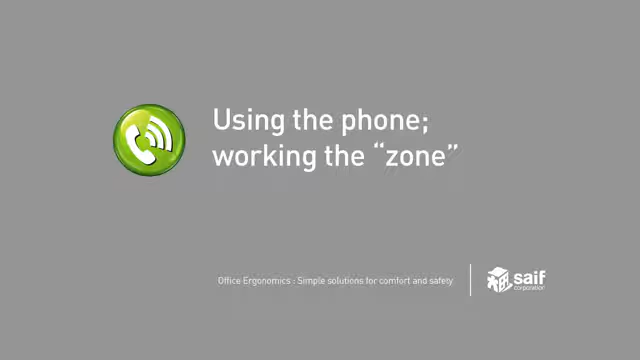 Using the phone;
working the “zone”
Office Ergonomics : Simple solutions for comfort and safety
saif
corporation